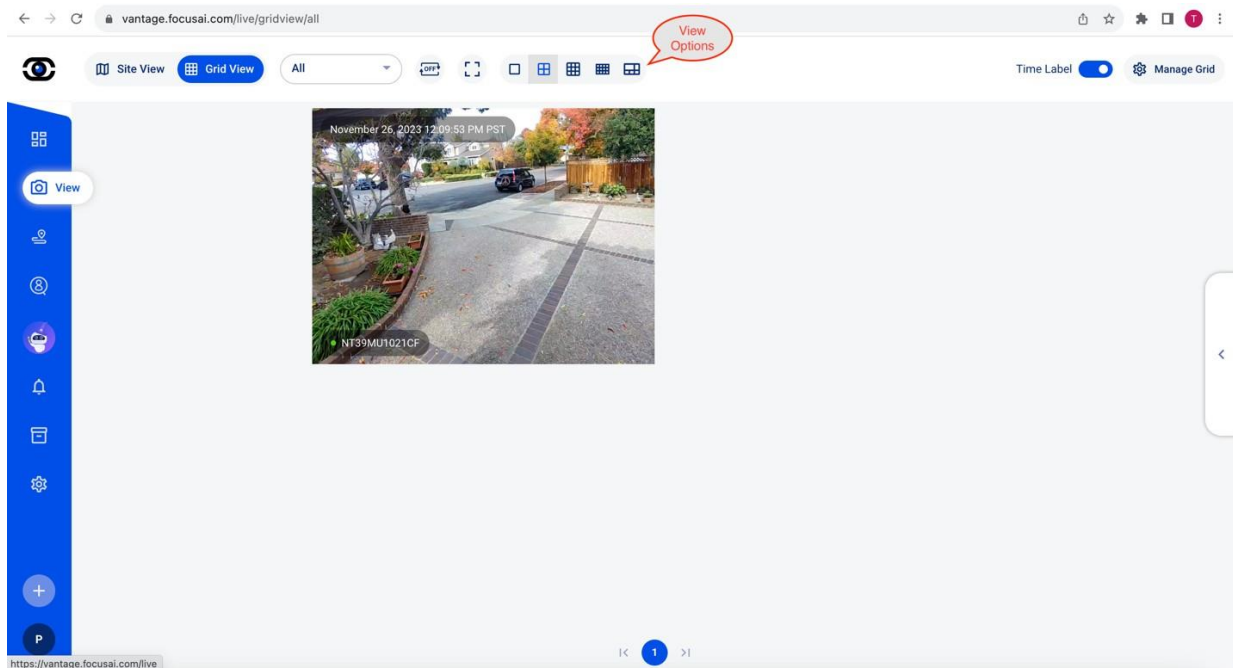 vantage.focusai.com/live/gridview/all
T
View
Options
Site View
Grid View
All
OFF
Time Label
Manage Grid
November 26, 2023 12:09:53 PM PST
View
NT39MU1021CF
P
1
https://vantage.focusai.com/live